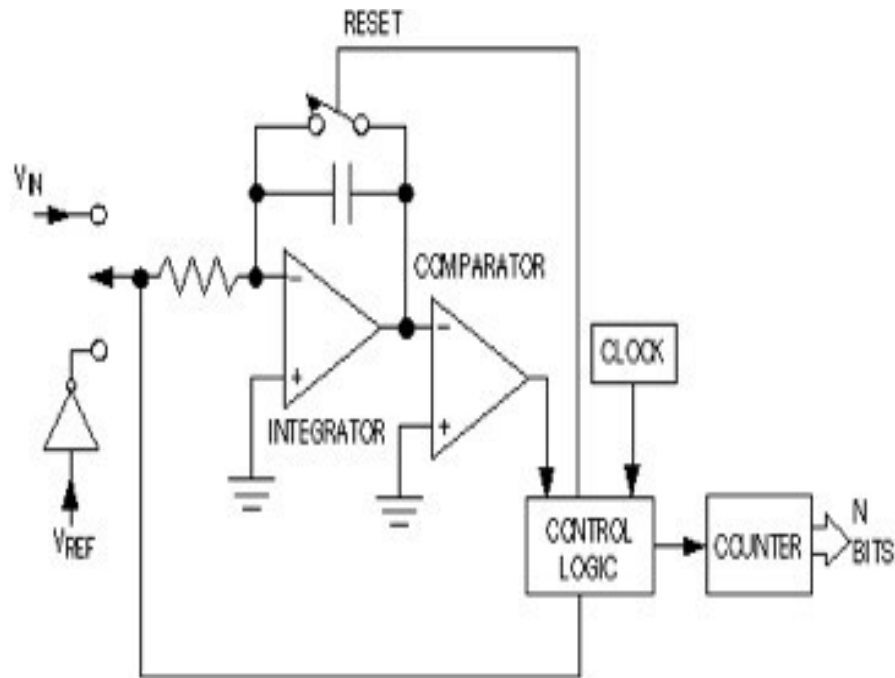 RESET
VIN
COMPARATOR
CLOCK
INTEGRATOR
VREF
CONTROL
LOGIC
COUNTER
N
BITS